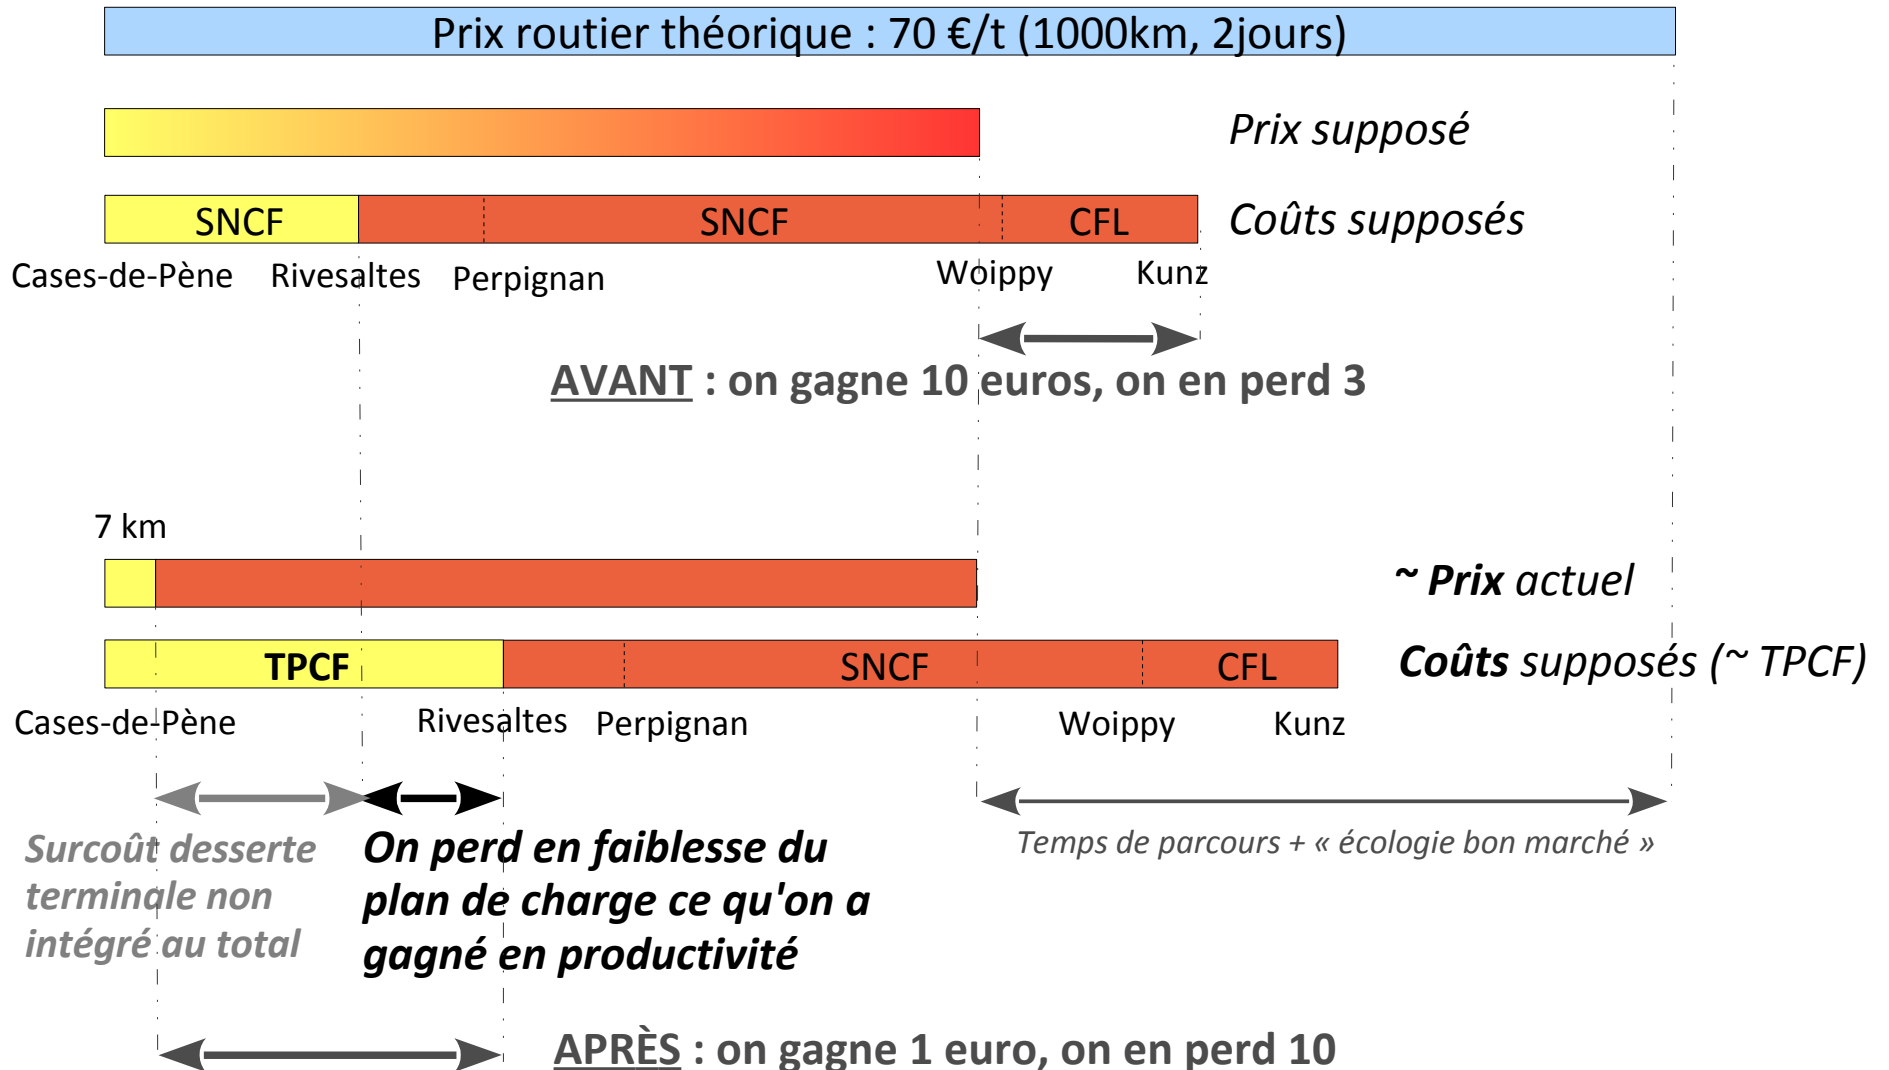 Prix routier théorique : 70 €/t (1000km, 2jours)
Prix supposé
SNCF SNCF CFL Coûts supposés
Cases-de-Pène Rivesaltes Perpignan Woippy Kunz
AVANT : on gagne 10 euros, on en perd 3
7 km
~ Prix actuel
TPCF SNCF CFL Coûts supposés (~ TPCF)
Cases-de-Pène Rivesaltes Perpignan Woippy Kunz
Surcoût desserte
terminale non
intégré au total
On perd en faiblesse du
plan de charge ce qu'on a
gagné en productivité
Temps de parcours + « écologie bon marché »
APRÈS : on gagne 1 euro, on en perd 10